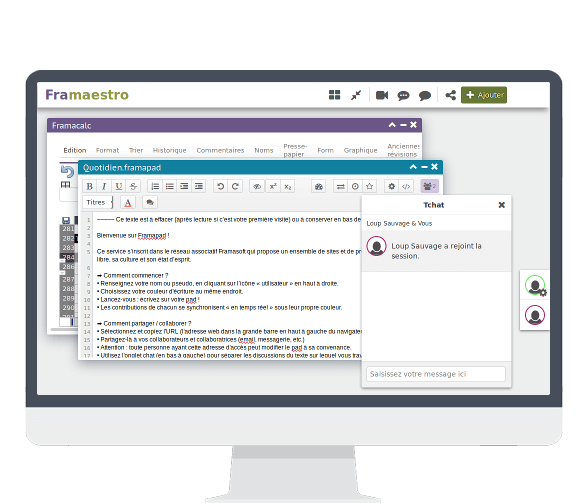 Framaestro
Ajouter
Framacalc
Édition Format Trier Historique Commentaires Noms Presse-papier Form Graphique Anciennes révisions
Quotidien.framapad
B I U S
Titres A
1 -------- Ce texte est à effacer (après lecture si c'est votre première visite) ou à conserver en bas de
2
3 Bienvenue sur Framapad !
4
5 Ce service s'inscrit dans le réseau associatif Framasoft qui propose un ensemble de sites et de pr
libre, sa culture et son état d'esprit.
6
7 ➡ Comment commencer ?
8 • Renseignez votre nom ou pseudo, en cliquant sur l'icône « utilisateur » en haut à droite.
9 • Choisissez votre couleur d'écriture au même endroit.
10 • Lancez-vous : écrivez sur votre pad !
11 • Les contributions de chacun se synchronisent « en temps réel » sous leur propre couleur.
12
13 ➡ Comment partager / collaborer ?
14 • Sélectionnez et copiez l'URL (l'adresse web dans la grande barre en haut à gauche du navigateu
15 • Partagez-la à vos collaborateurs et collaboratrices (email, messagerie, etc.)
16 • Attention : toute personne ayant cette adresse d'accès peut modifier le pad à sa convenance.
17 • Utilisez l'onglet chat (en bas à gauche) pour séparer les discussions du texte sur lequel vous trav
281
282
284
286
287
288
289
290
Tchat
Loup Sauvage & Vous
Loup Sauvage a rejoint la
session.
Saisissez votre message ici